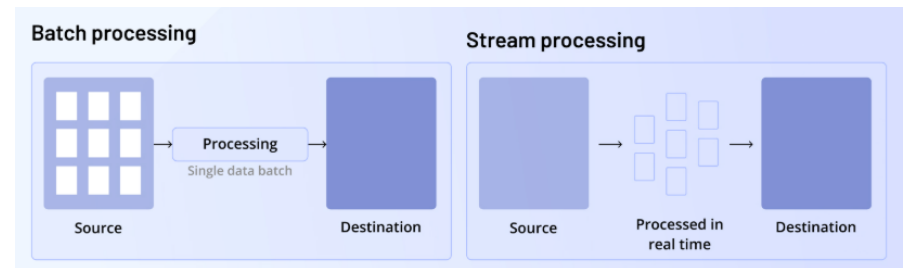 Batch processing
Processing
Single data batch
Source
Destination
Stream processing
Source
Processed in
real time
Destination